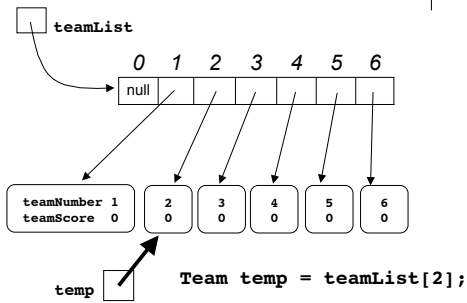 teamList
0 1 2 3 4 5 6
null
teamNumber 1
teamScore 0
2
0
3
0
4
0
5
0
6
0
temp
Team temp = teamList[2];